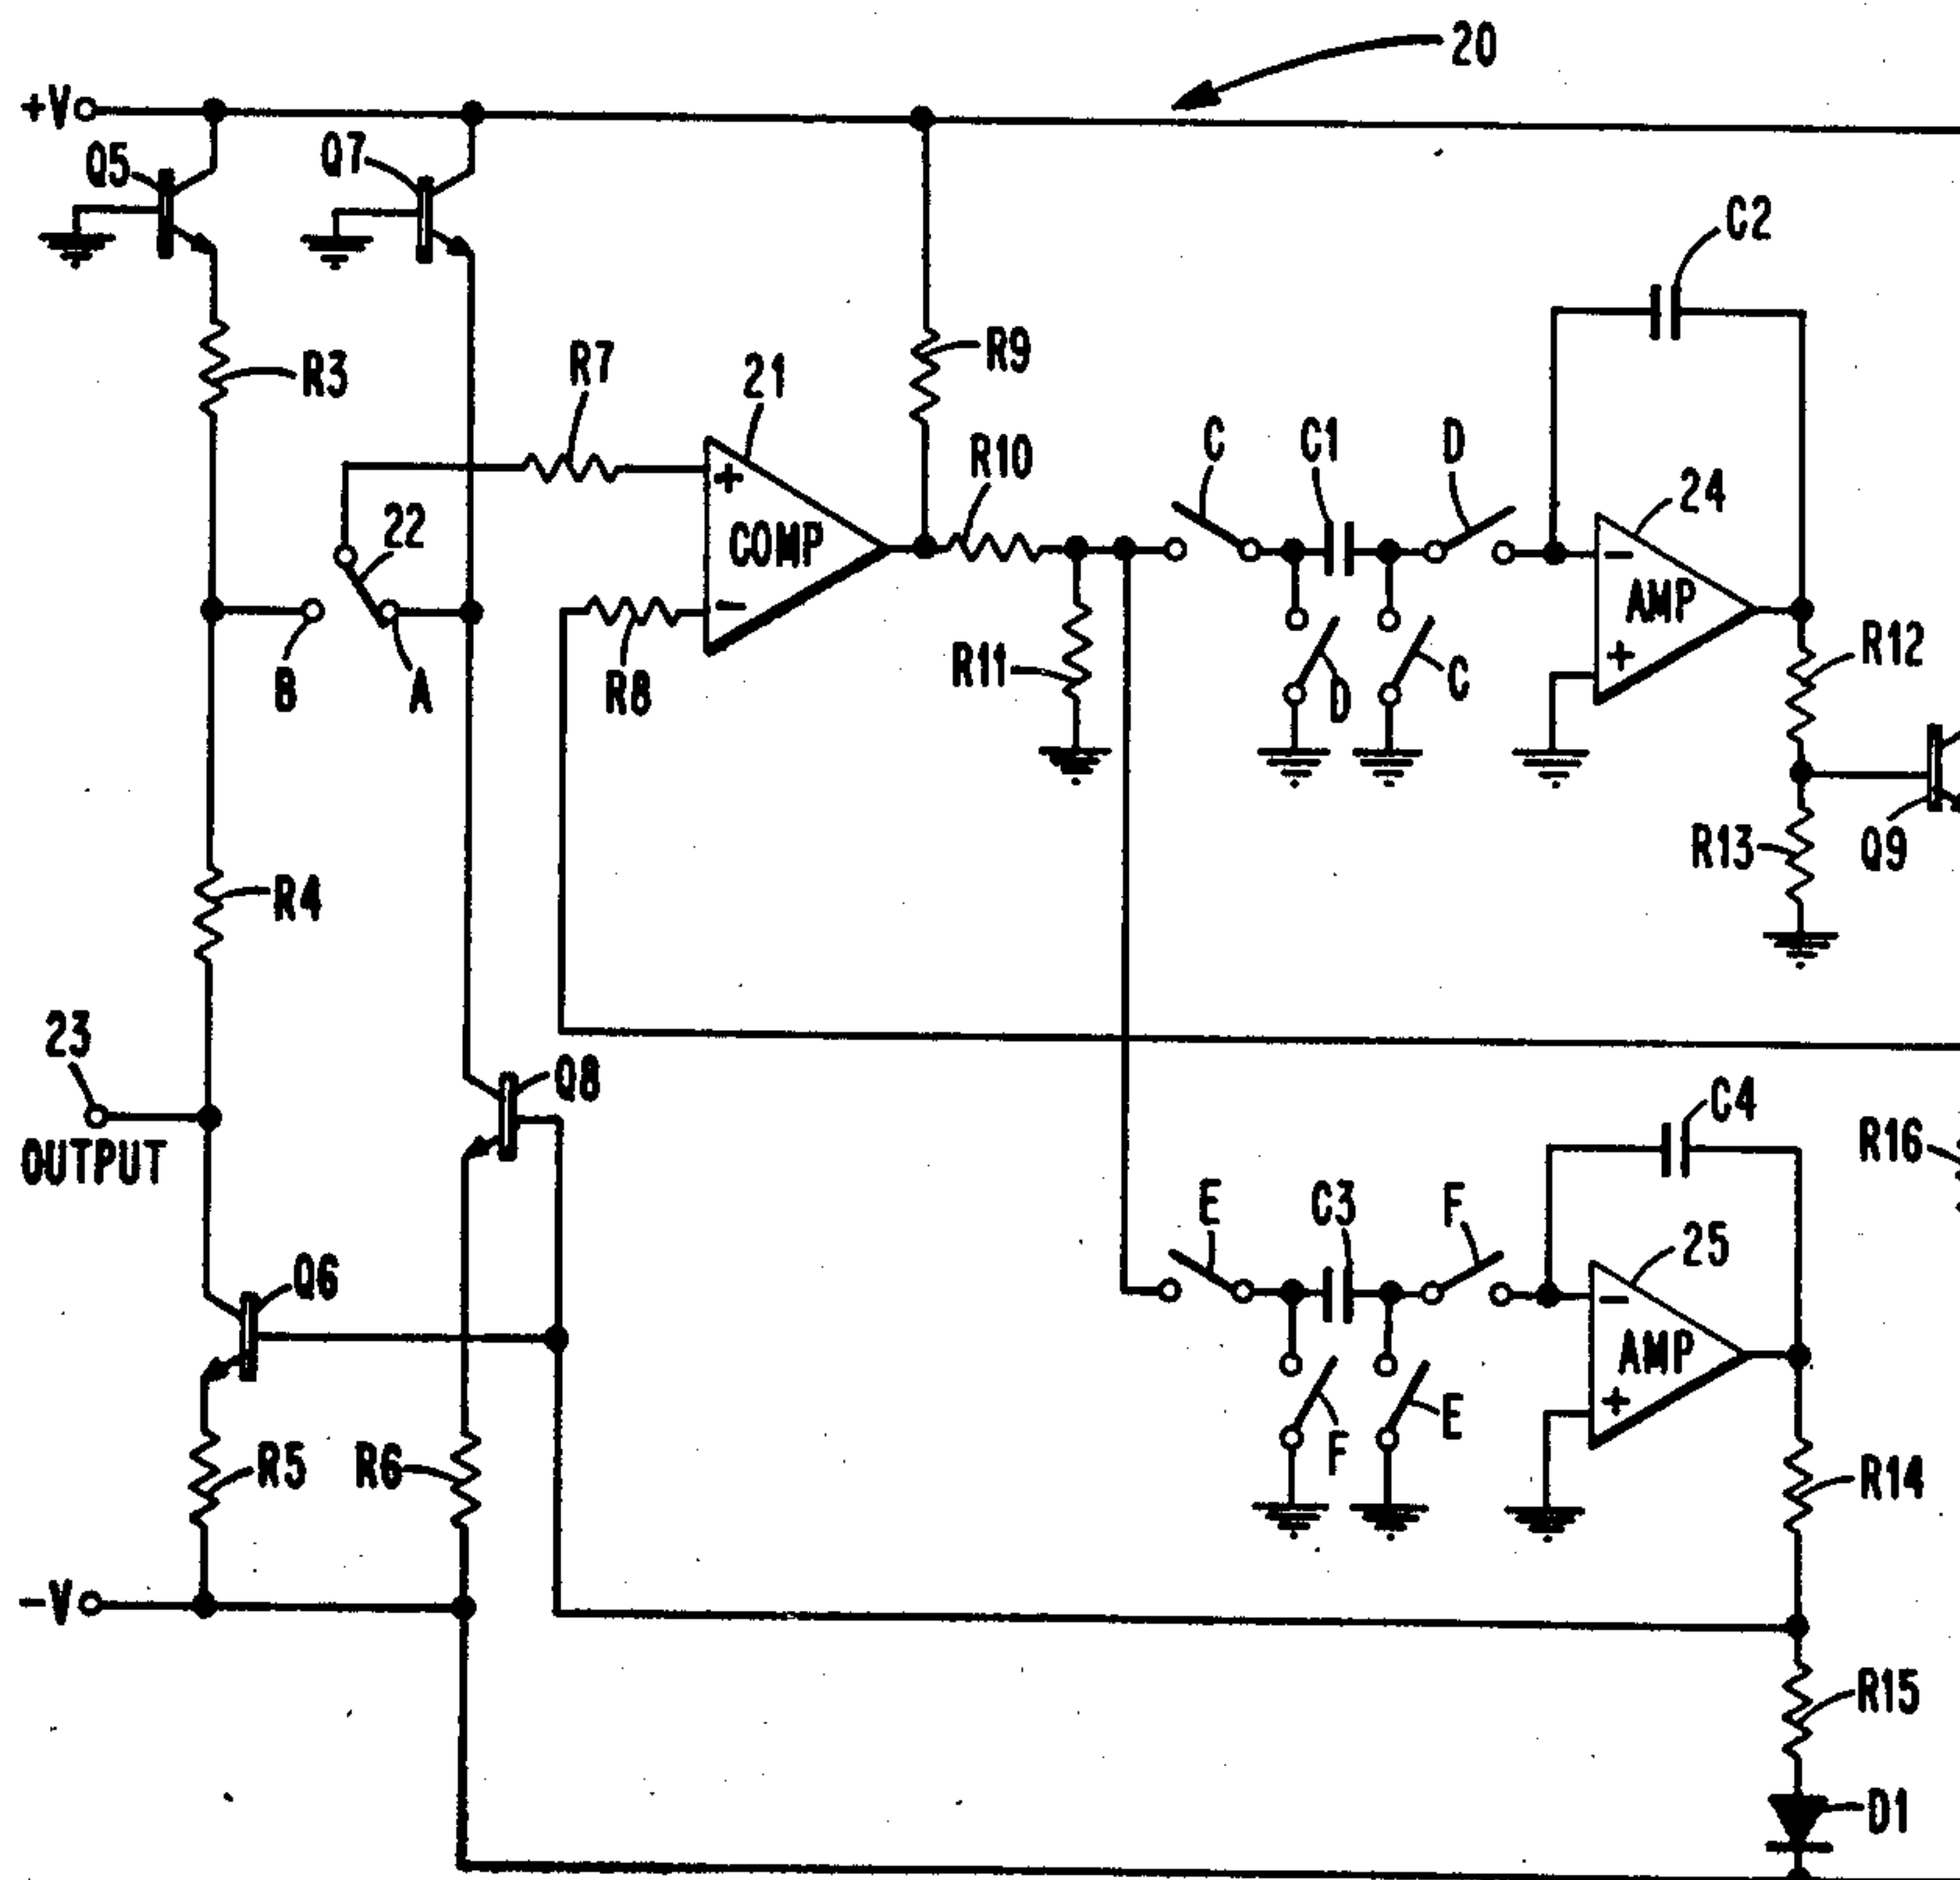 20
+V
Q5
Q7
C2
R3
R7
21
R9
R10
C
C1
D
24
22
+
COMP
−
−
AMP
+
R12
B
A
R8
R11
D
C
R13
Q9
R4
23
OUTPUT
Q8
C4
R16
E
C3
F
25
Q6
−
AMP
+
R5
R6
F
E
R14
−V
R15
D1